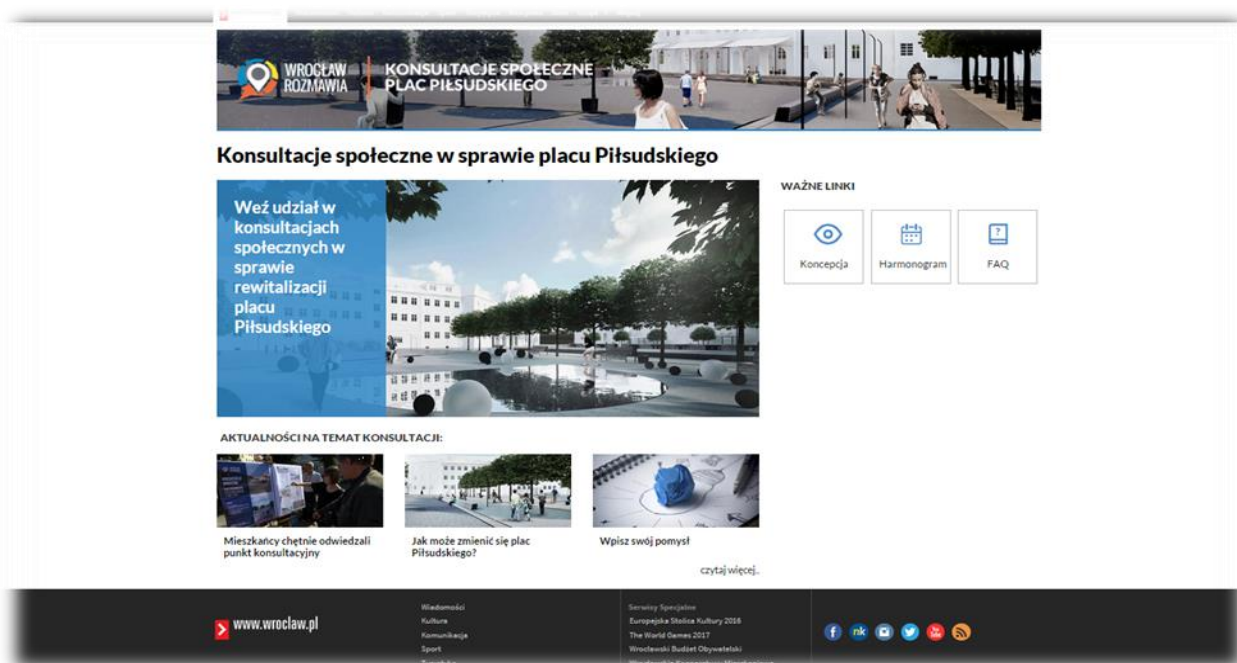 WROCŁAW
ROZMAWIA
KONSULTACJE SPOŁECZNE
PLAC PIŁSUDSKIEGO
Konsultacje społeczne w sprawie placu Piłsudskiego
Weź udział w
konsultacjach
społecznych w
sprawie
rewitalizacji
placu
Piłsudskiego
WAŻNE LINKI
Koncepcja
Harmonogram
FAQ
AKTUALNOŚCI NA TEMAT KONSULTACJI:
Mieszkańcy chętnie odwiedzali
punkt konsultacyjny
Jak może zmienić się plac
Piłsudskiego?
Wpisz swój pomysł
czytaj więcej..
www.wroclaw.pl
Wiadomości
Kultura
Komunikacja
Sport
Serwisy Specjalne
Europejska Stolica Kultury 2016
The World Games 2017
Wrocławski Budżet Obywatelski
f
nk
You
Tube